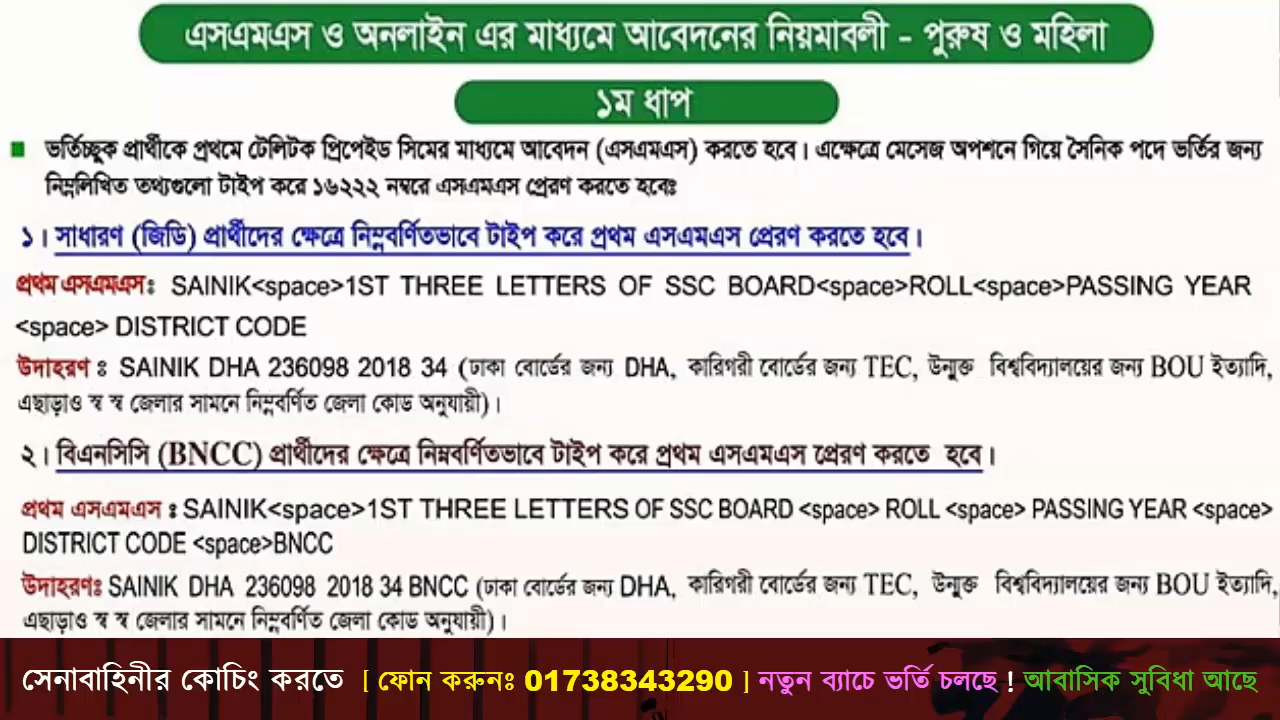 এসএমএস ও অনলাইন এর মাধ্যমে আবেদনের নিয়মাবলী - পুরুষ ও মহিলা
১ম ধাপ
ভর্তিচ্ছুক প্রার্থীকে প্রথমে টেলিটক প্রিপেইড সিমের মাধ্যমে আবেদন (এসএমএস) করতে হবে। এক্ষেত্রে মেসেজ অপশনে গিয়ে সৈনিক পদে ভর্তির জন্য
নিম্নলিখিত তথ্যগুলো টাইপ করে ১৬২২২ নম্বরে এসএমএস প্রেরণ করতে হবেঃ
১। সাধারণ (জিডি) প্রার্থীদের ক্ষেত্রে নিম্নবর্ণিতভাবে টাইপ করে প্রথম এসএমএস প্রেরণ করতে হবে।
প্রথম এসএমএস: SAINIK<space>1ST THREE LETTERS OF SSC BOARD<space>ROLL<space>PASSING YEAR
<space> DISTRICT CODE
উদাহরণ : SAINIK DHA 236098 2018 34 (ঢাকা বোর্ডের জন্য DHA, কারিগরী বোর্ডের জন্য TEC, উন্মুক্ত বিশ্ববিদ্যালয়ের জন্য BOU ইত্যাদি,
এছাড়াও স্ব স্ব জেলার সামনে নিম্নবর্ণিত জেলা কোড অনুযায়ী)।
২। বিএনসিসি (BNCC) প্রার্থীদের ক্ষেত্রে নিম্নবর্ণিতভাবে টাইপ করে প্রথম এসএমএস প্রেরণ করতে হবে।
প্রথম এসএমএস : SAINIK<space>1ST THREE LETTERS OF SSC BOARD <space> ROLL <space> PASSING YEAR <space>
DISTRICT CODE <space>BNCC
উদাহরণঃ SAINIK DHA 236098 2018 34 BNCC (ঢাকা বোর্ডের জন্য DHA, কারিগরী বোর্ডের জন্য TEC, উন্মুক্ত বিশ্ববিদ্যালয়ের জন্য BOU ইত্যাদি,
এছাড়াও স্ব স্ব জেলার সামনে নিম্নবর্ণিত জেলা কোড অনুযায়ী)।
সেনাবাহিনীর কোচিং করতে [ ফোন করুনঃ 01738343290 ] নতুন ব্যাচে ভর্তি চলছে ! আবাসিক সুবিধা আছে